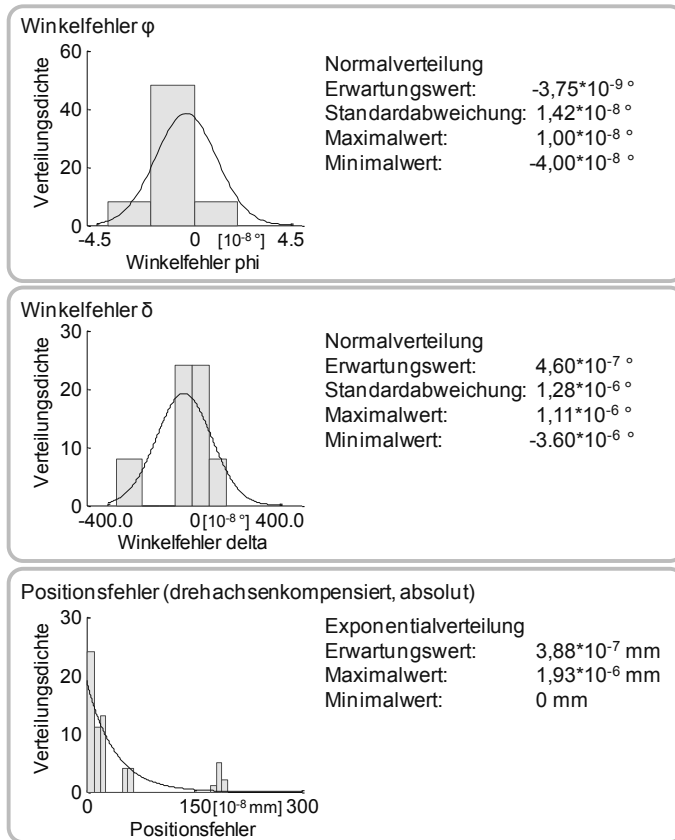 Winkelfehler φ
60
40
20
0
Verteilungsdichte
-4.5 0 [10⁻⁸ °] 4.5
Winkelfehler phi
Normalverteilung
Erwartungswert: -3,75*10⁻⁹ °
Standardabweichung: 1,42*10⁻⁸ °
Maximalwert: 1,00*10⁻⁸ °
Minimalwert: -4,00*10⁻⁸ °
Winkelfehler δ
30
20
10
0
Verteilungsdichte
-400.0 0 [10⁻⁸ °] 400.0
Winkelfehler delta
Normalverteilung
Erwartungswert: 4,60*10⁻⁷ °
Standardabweichung: 1,28*10⁻⁶ °
Maximalwert: 1,11*10⁻⁶ °
Minimalwert: -3.60*10⁻⁶ °
Positionsfehler (drehachsenkompensiert, absolut)
30
20
10
0
Verteilungsdichte
0 150 [10⁻⁸ mm] 300
Positionsfehler
Exponentialverteilung
Erwartungswert: 3,88*10⁻⁷ mm
Maximalwert: 1,93*10⁻⁶ mm
Minimalwert: 0 mm